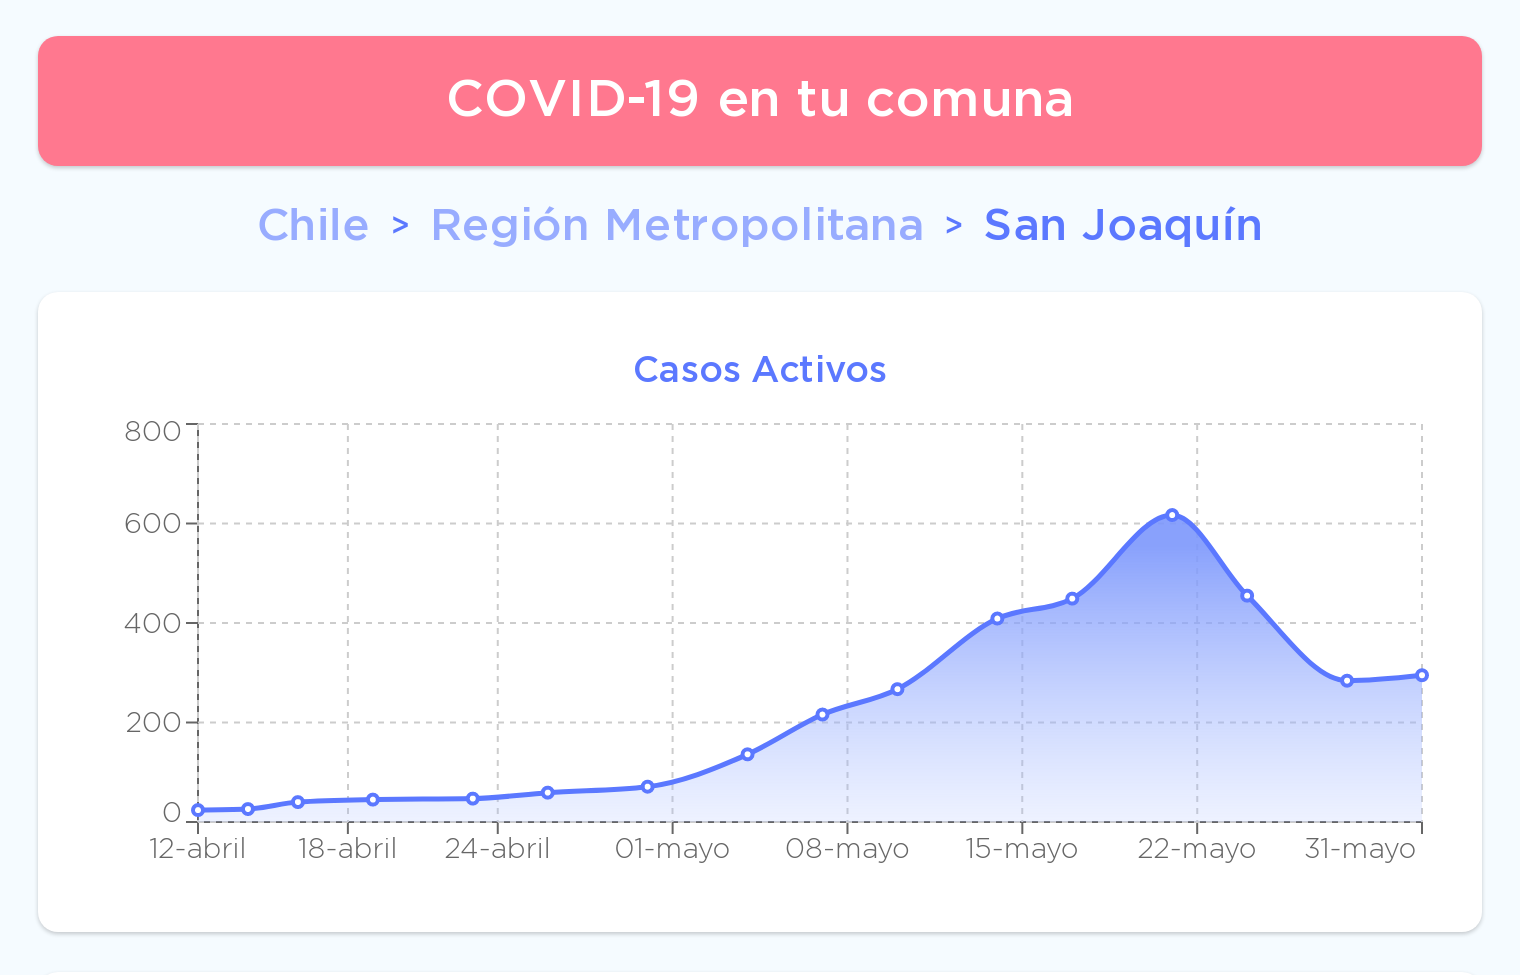 COVID-19 en tu comuna
Chile > Región Metropolitana > San Joaquín
Casos Activos
800
600
400
200
0
12-abril 18-abril 24-abril 01-mayo 08-mayo 15-mayo 22-mayo 31-mayo